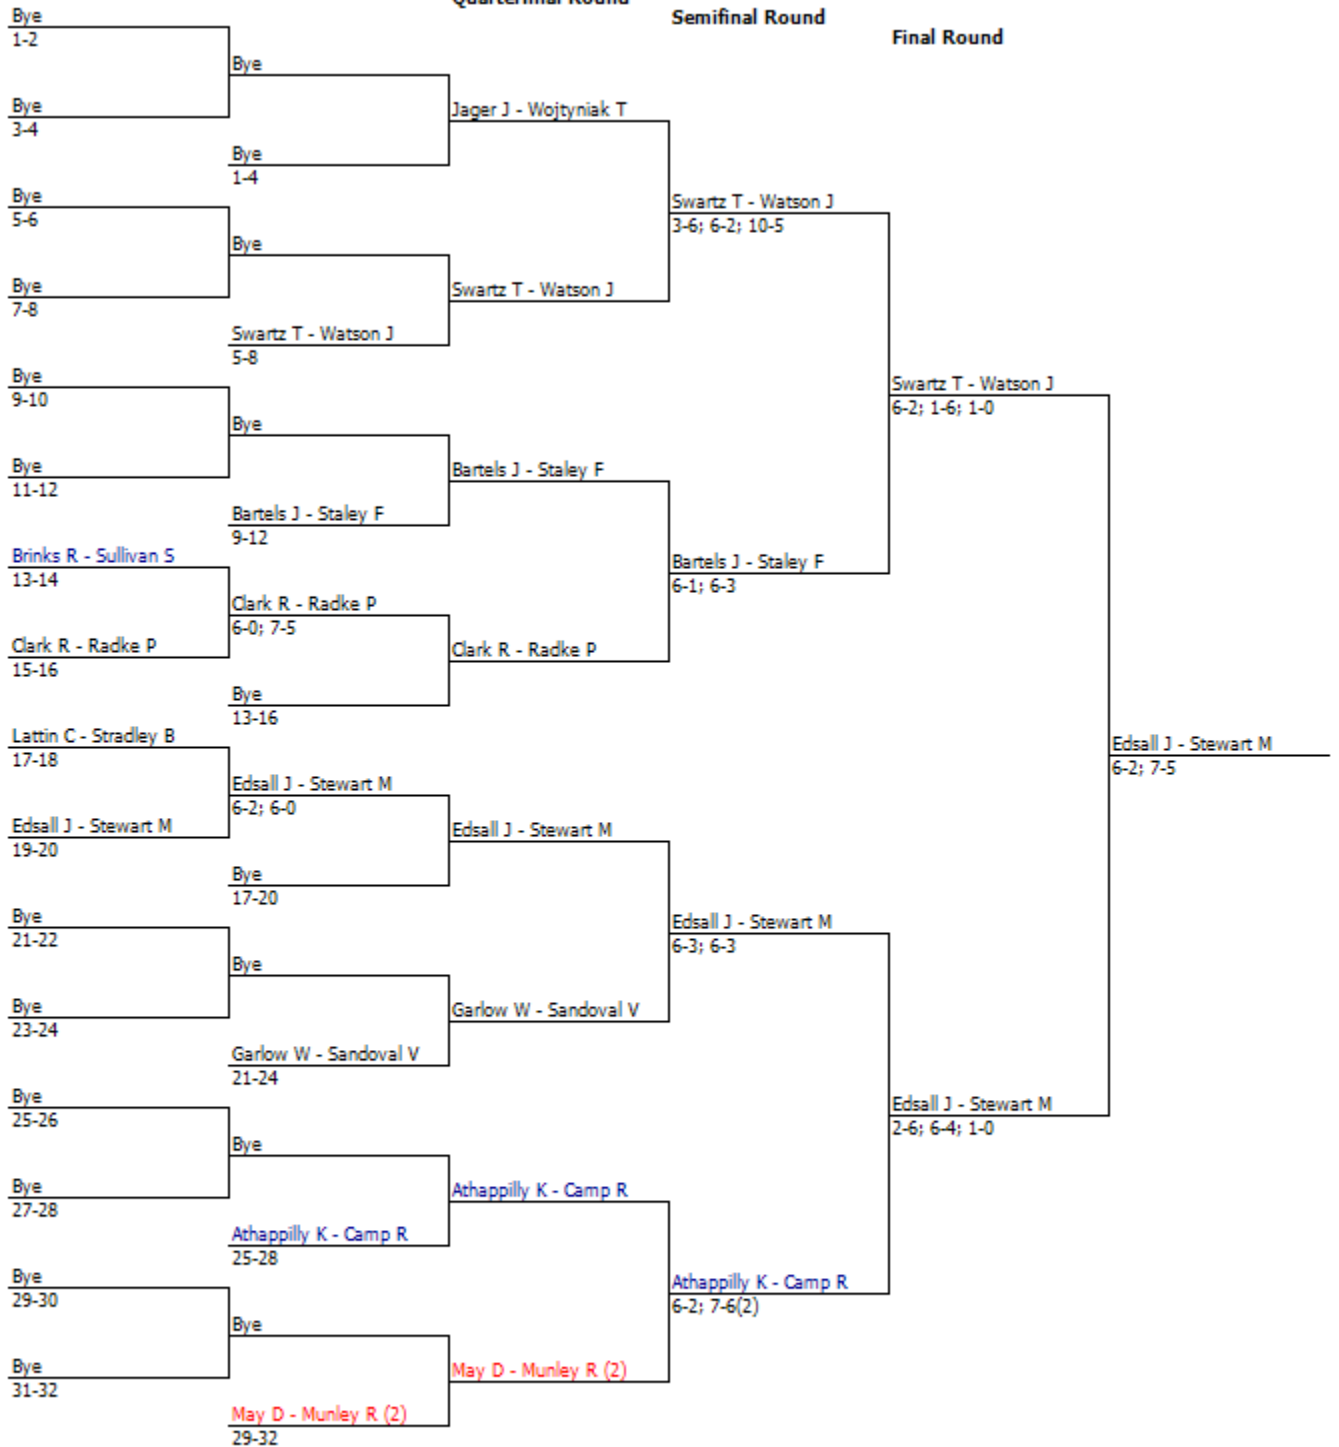 Quarterfinal Round
Semifinal Round
Final Round
Bye
1-2
Bye
Bye
3-4
Jager J - Wojtyniak T
Bye
1-4
Bye
5-6
Swartz T - Watson J
3-6; 6-2; 10-5
Bye
Bye
7-8
Swartz T - Watson J
Swartz T - Watson J
5-8
Bye
9-10
Swartz T - Watson J
6-2; 1-6; 1-0
Bye
Bye
11-12
Bartels J - Staley F
Bartels J - Staley F
9-12
Brinks R - Sullivan S
13-14
Bartels J - Staley F
6-1; 6-3
Clark R - Radke P
6-0; 7-5
Clark R - Radke P
15-16
Clark R - Radke P
Bye
13-16
Lattin C - Stradley B
17-18
Edsall J - Stewart M
6-2; 7-5
Edsall J - Stewart M
6-2; 6-0
Edsall J - Stewart M
19-20
Edsall J - Stewart M
Bye
17-20
Bye
21-22
Edsall J - Stewart M
6-3; 6-3
Bye
Bye
23-24
Garlow W - Sandoval V
Garlow W - Sandoval V
21-24
Bye
25-26
Edsall J - Stewart M
2-6; 6-4; 1-0
Bye
Bye
27-28
Athappilly K - Camp R
Athappilly K - Camp R
25-28
Bye
29-30
Athappilly K - Camp R
6-2; 7-6(2)
Bye
Bye
31-32
May D - Munley R (2)
May D - Munley R (2)
29-32